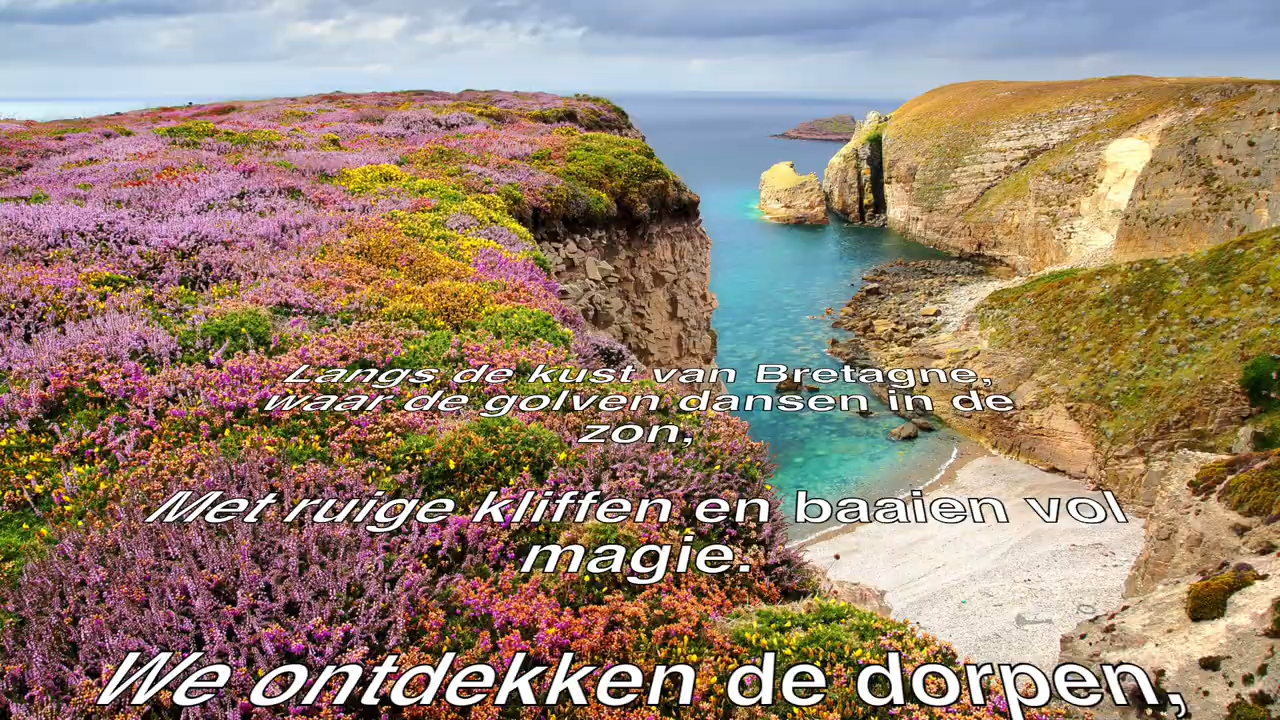 Langs de kust van Bretagne,
waar de golven dansen in de
zon,
Met ruige kliffen en baaien vol
magie.
We ontdekken de dorpen,